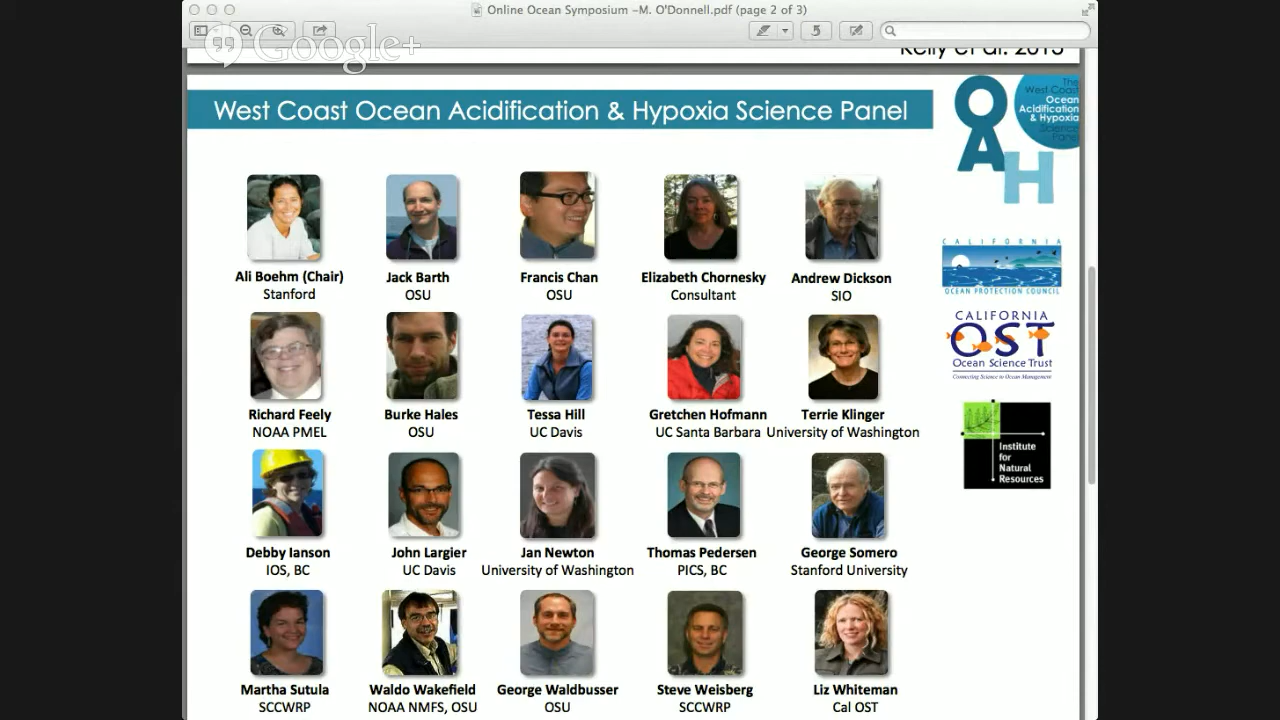 Online Ocean Symposium -M. O'Donnell.pdf (page 2 of 3)
Google+
Kelly et al. 2013
West Coast Ocean Acidification & Hypoxia Science Panel
OAH
The
West Coast
Ocean
Acidification
& Hypoxia
Science
Panel
Ali Boehm (Chair)
Stanford
Jack Barth
OSU
Francis Chan
OSU
Elizabeth Chornesky
Consultant
Andrew Dickson
SIO
CALIFORNIA
OCEAN PROTECTION COUNCIL
CALIFORNIA
OST
Ocean Science Trust
Connecting Science to Ocean Management
Richard Feely
NOAA PMEL
Burke Hales
OSU
Tessa Hill
UC Davis
Gretchen Hofmann
UC Santa Barbara
Terrie Klinger
University of Washington
Institute
for
Natural
Resources
Debby Ianson
IOS, BC
John Largier
UC Davis
Jan Newton
University of Washington
Thomas Pedersen
PICS, BC
George Somero
Stanford University
Martha Sutula
SCCWRP
Waldo Wakefield
NOAA NMFS, OSU
George Waldbusser
OSU
Steve Weisberg
SCCWRP
Liz Whiteman
Cal OST